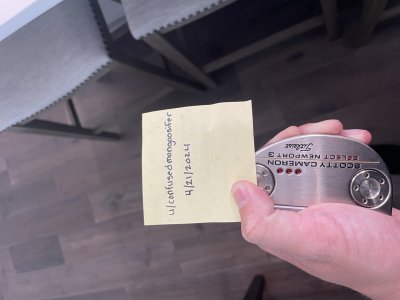 u/confusedmongoosifer
4/21/2024
SCOTTY CAMERON
SELECT NEWPORT 3
Titleist